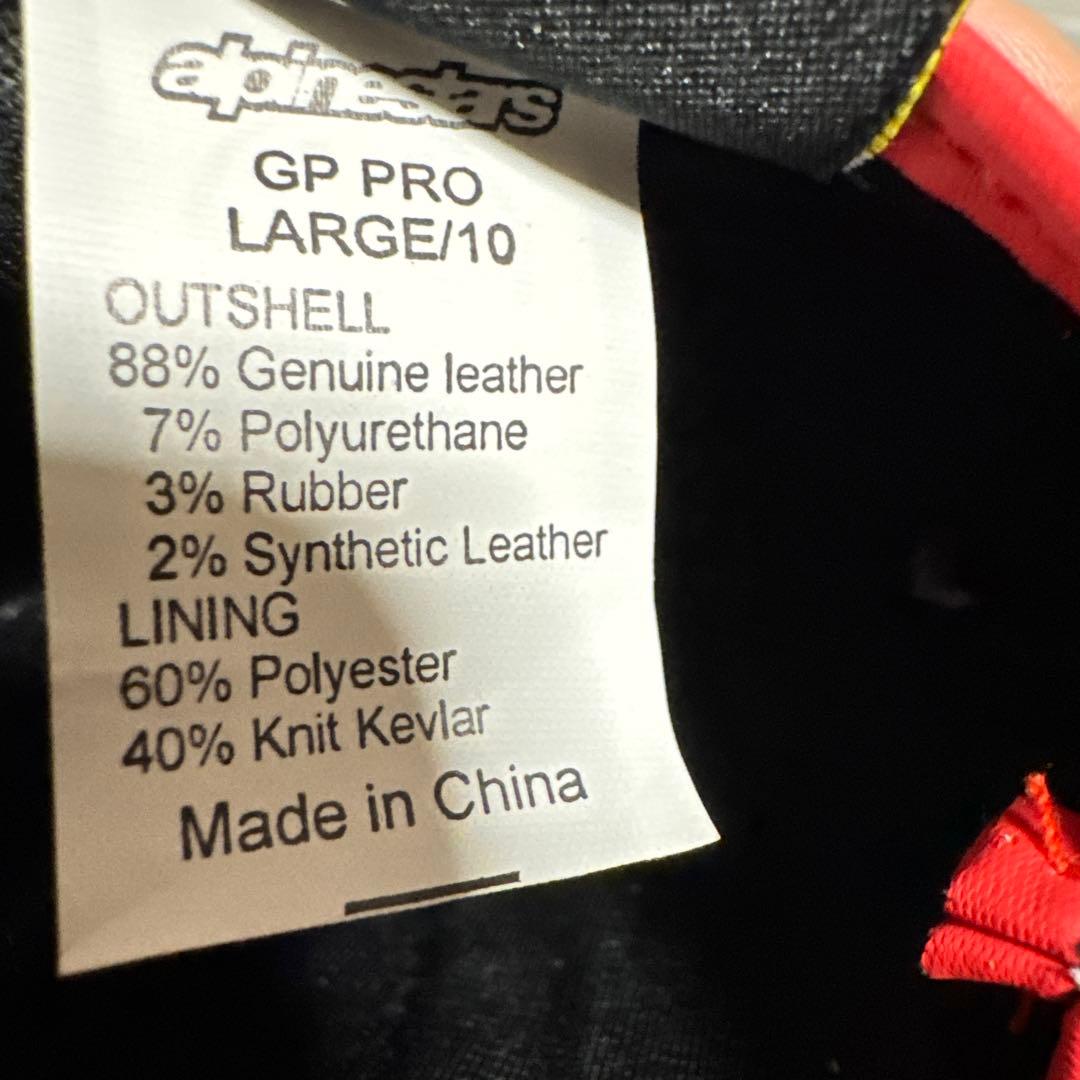 alpinestars
GP PRO
LARGE/10
OUTSHELL
88% Genuine leather
7% Polyurethane
3% Rubber
2% Synthetic Leather
LINING
60% Polyester
40% Knit Kevlar
Made in China